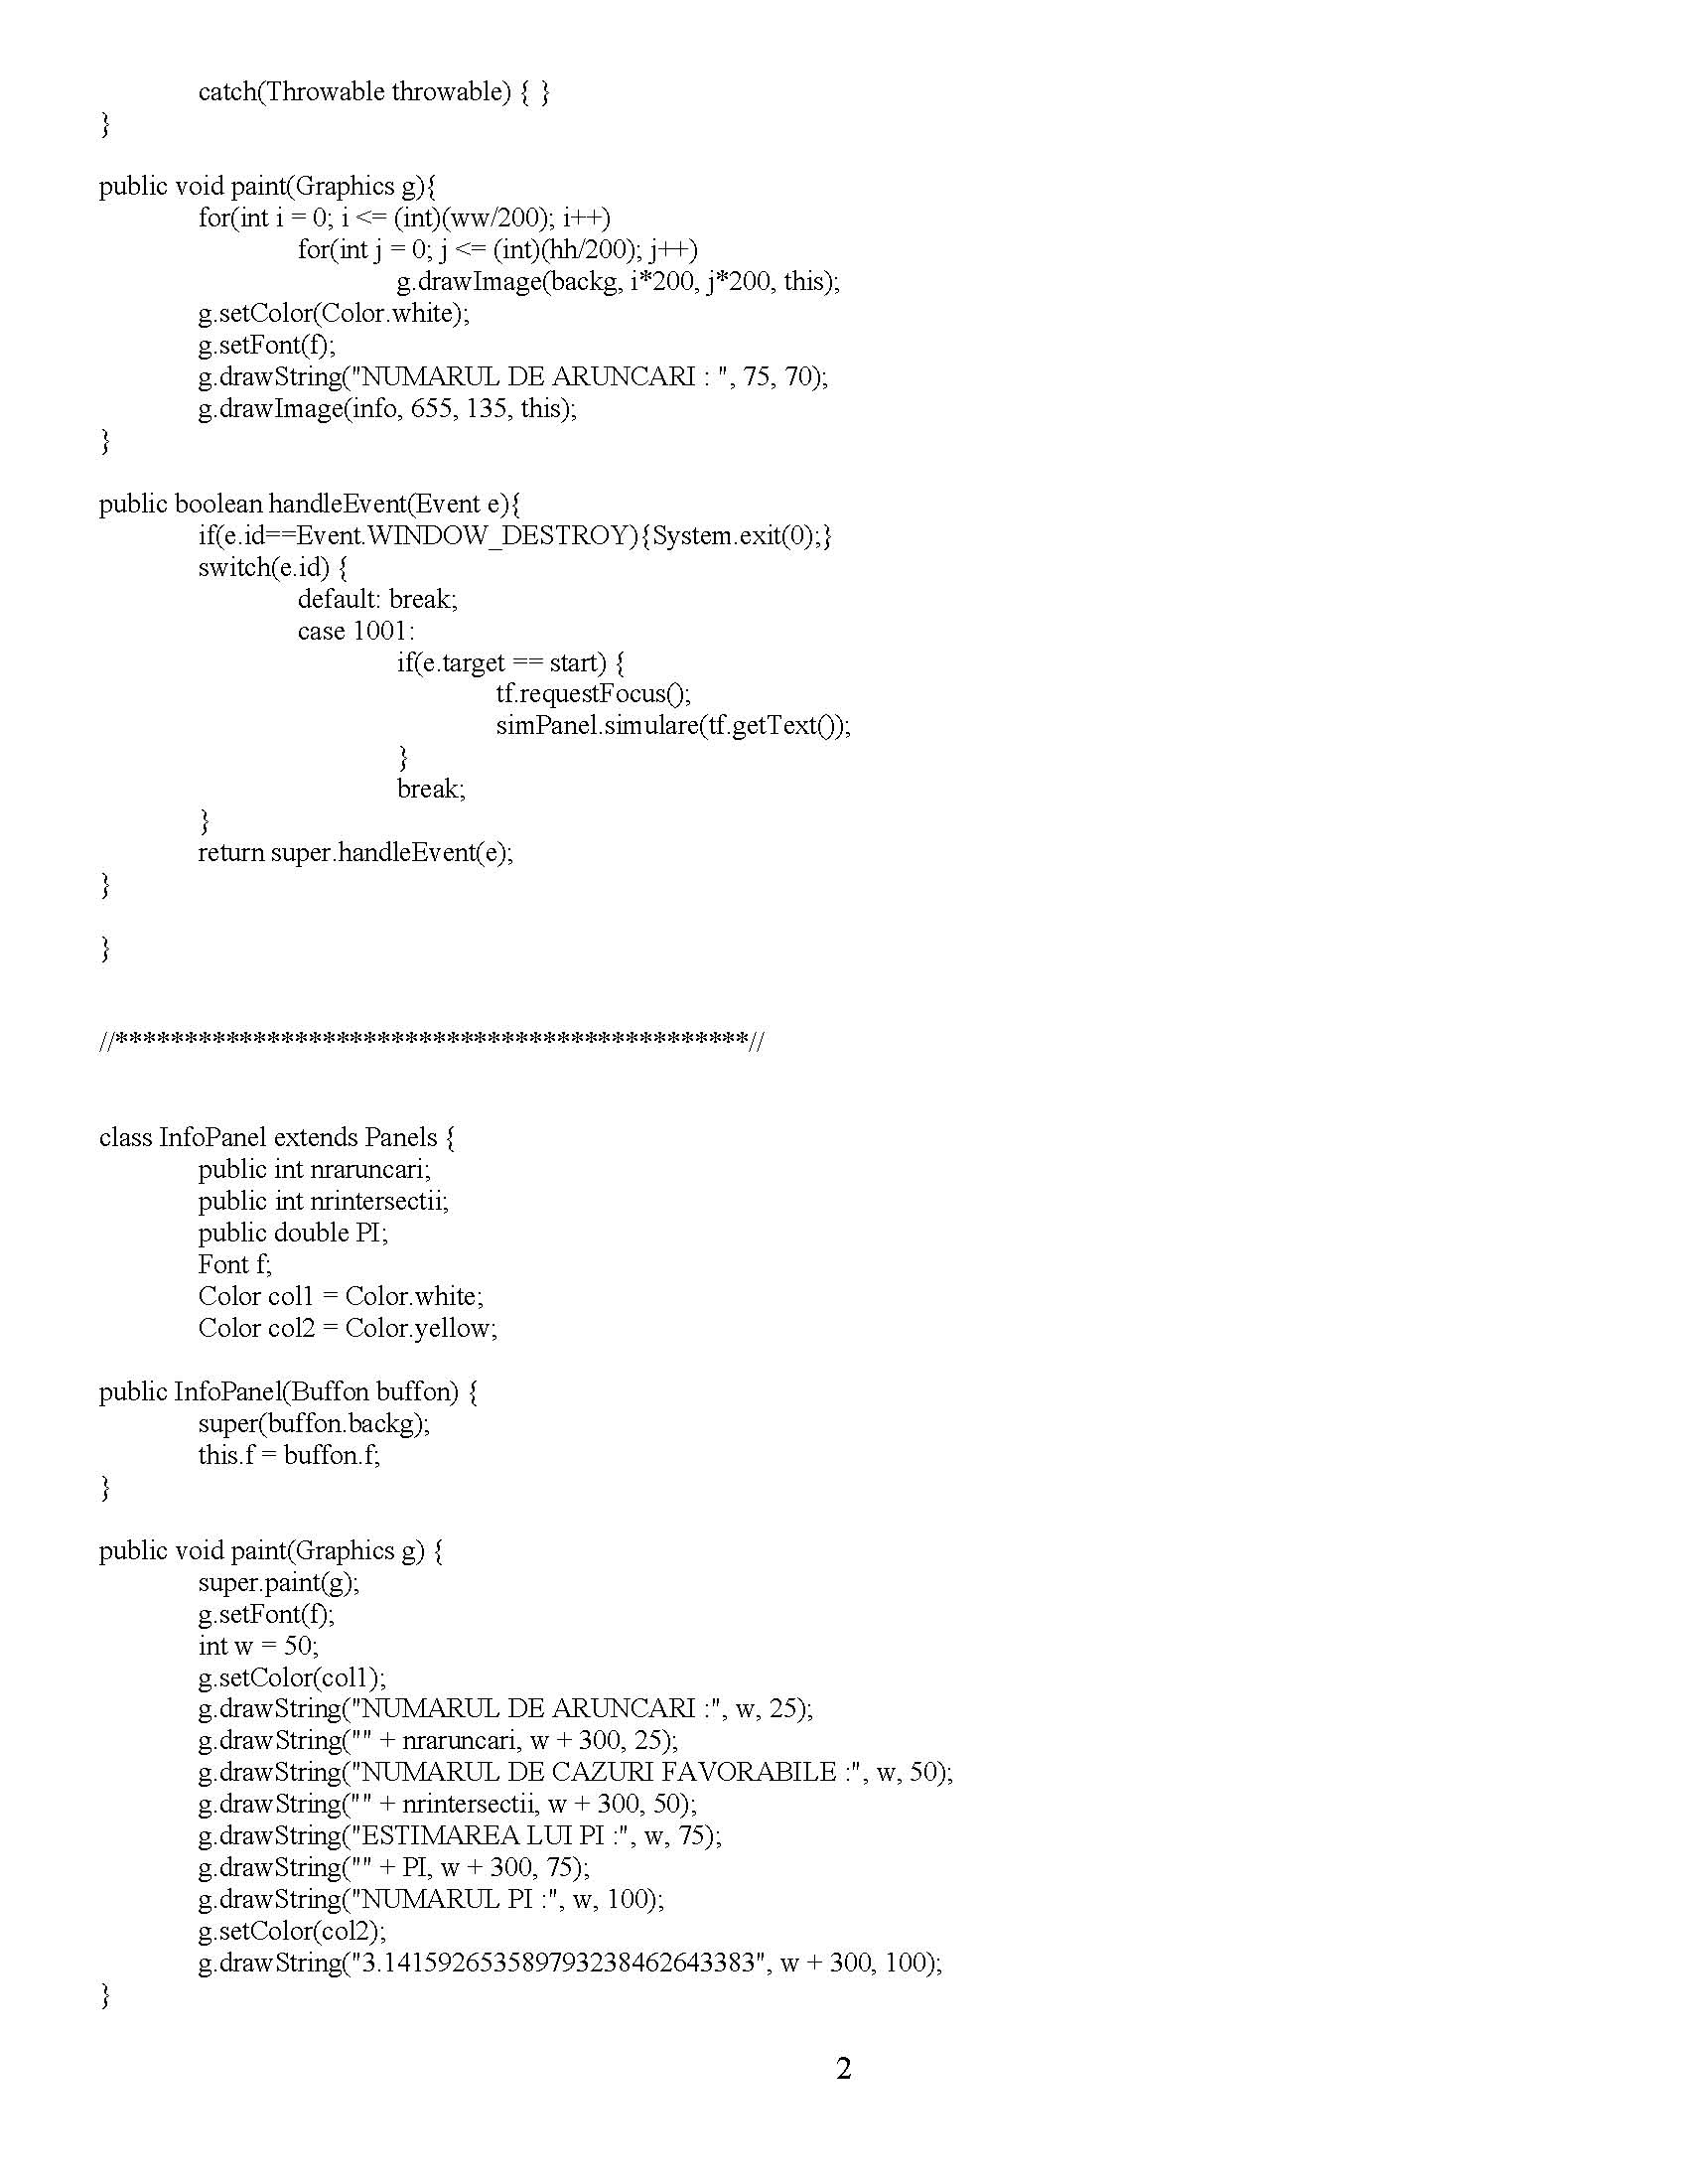 catch(Throwable throwable) { }
}
public void paint(Graphics g){
for(int i = 0; i <= (int)(ww/200); i++)
for(int j = 0; j <= (int)(hh/200); j++)
g.drawImage(backg, i*200, j*200, this);
g.setColor(Color.white);
g.setFont(f);
g.drawString("NUMARUL DE ARUNCARI : ", 75, 70);
g.drawImage(info, 655, 135, this);
}
public boolean handleEvent(Event e){
if(e.id==Event.WINDOW_DESTROY){System.exit(0);}
switch(e.id) {
default: break;
case 1001:
if(e.target == start) {
tf.requestFocus();
simPanel.simulare(tf.getText());
}
break;
}
return super.handleEvent(e);
}
}
//**********************************************//
class InfoPanel extends Panels {
public int nraruncari;
public int nrintersectii;
public double PI;
Font f;
Color col1 = Color.white;
Color col2 = Color.yellow;
public InfoPanel(Buffon buffon) {
super(buffon.backg);
this.f = buffon.f;
}
public void paint(Graphics g) {
super.paint(g);
g.setFont(f);
int w = 50;
g.setColor(col1);
g.drawString("NUMARUL DE ARUNCARI :", w, 25);
g.drawString("" + nraruncari, w + 300, 25);
g.drawString("NUMARUL DE CAZURI FAVORABILE :", w, 50);
g.drawString("" + nrintersectii, w + 300, 50);
g.drawString("ESTIMAREA LUI PI :", w, 75);
g.drawString("" + PI, w + 300, 75);
g.drawString("NUMARUL PI :", w, 100);
g.setColor(col2);
g.drawString("3.141592653589793238462643383", w + 300, 100);
}
2